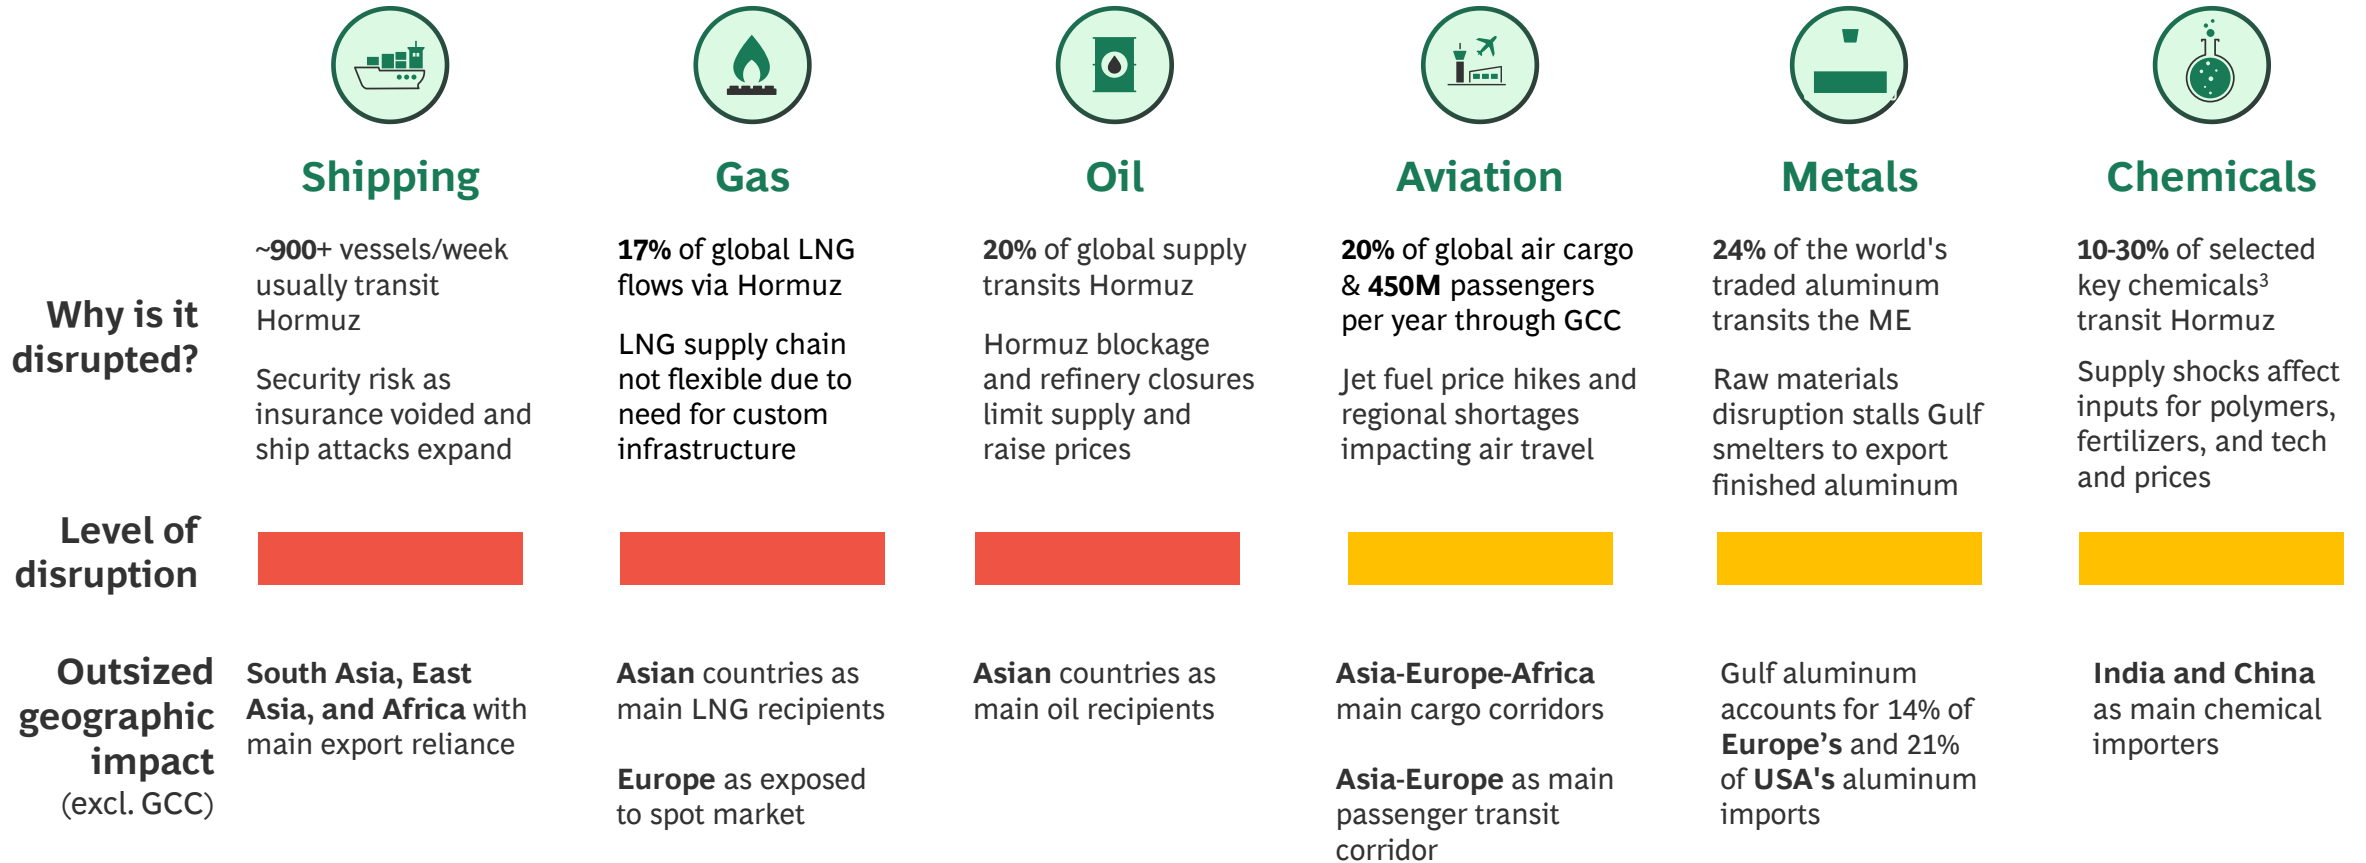 Shipping
Gas
Oil
Aviation
Metals
Chemicals
Why is it
disrupted?
~900+ vessels/week
usually transit
Hormuz
Security risk as
insurance voided and
ship attacks expand
17% of global LNG
flows via Hormuz
LNG supply chain
not flexible due to
need for custom
infrastructure
20% of global supply
transits Hormuz
Hormuz blockage
and refinery closures
limit supply and
raise prices
20% of global air cargo
& 450M passengers
per year through GCC
Jet fuel price hikes and
regional shortages
impacting air travel
24% of the world's
traded aluminum
transits the ME
Raw materials
disruption stalls Gulf
smelters to export
finished aluminum
10-30% of selected
key chemicals³
transit Hormuz
Supply shocks affect
inputs for polymers,
fertilizers, and tech
and prices
Level of
disruption
Outsized
geographic
impact
(excl. GCC)
South Asia, East
Asia, and Africa with
main export reliance
Asian countries as
main LNG recipients
Europe as exposed
to spot market
Asian countries as
main oil recipients
Asia-Europe-Africa
main cargo corridors
Asia-Europe as main
passenger transit
corridor
Gulf aluminum
accounts for 14% of
Europe’s and 21%
of USA's aluminum
imports
India and China
as main chemical
importers